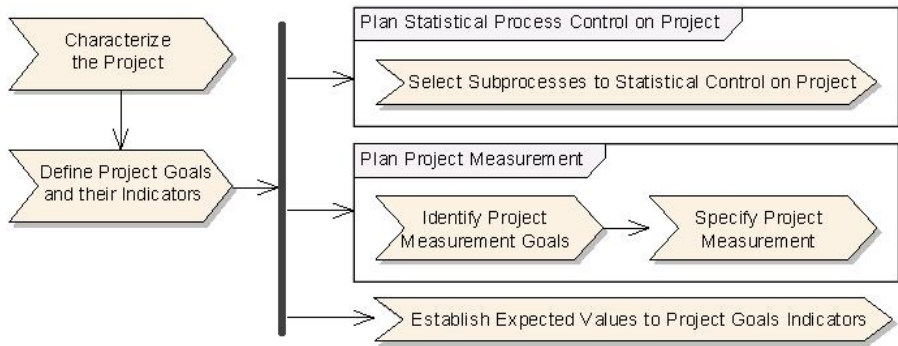 Characterize
the Project
Define Project Goals
and their Indicators
Plan Statistical Process Control on Project
Select Subprocesses to Statistical Control on Project
Plan Project Measurement
Identify Project
Measurement Goals
Specify Project
Measurement
Establish Expected Values to Project Goals Indicators